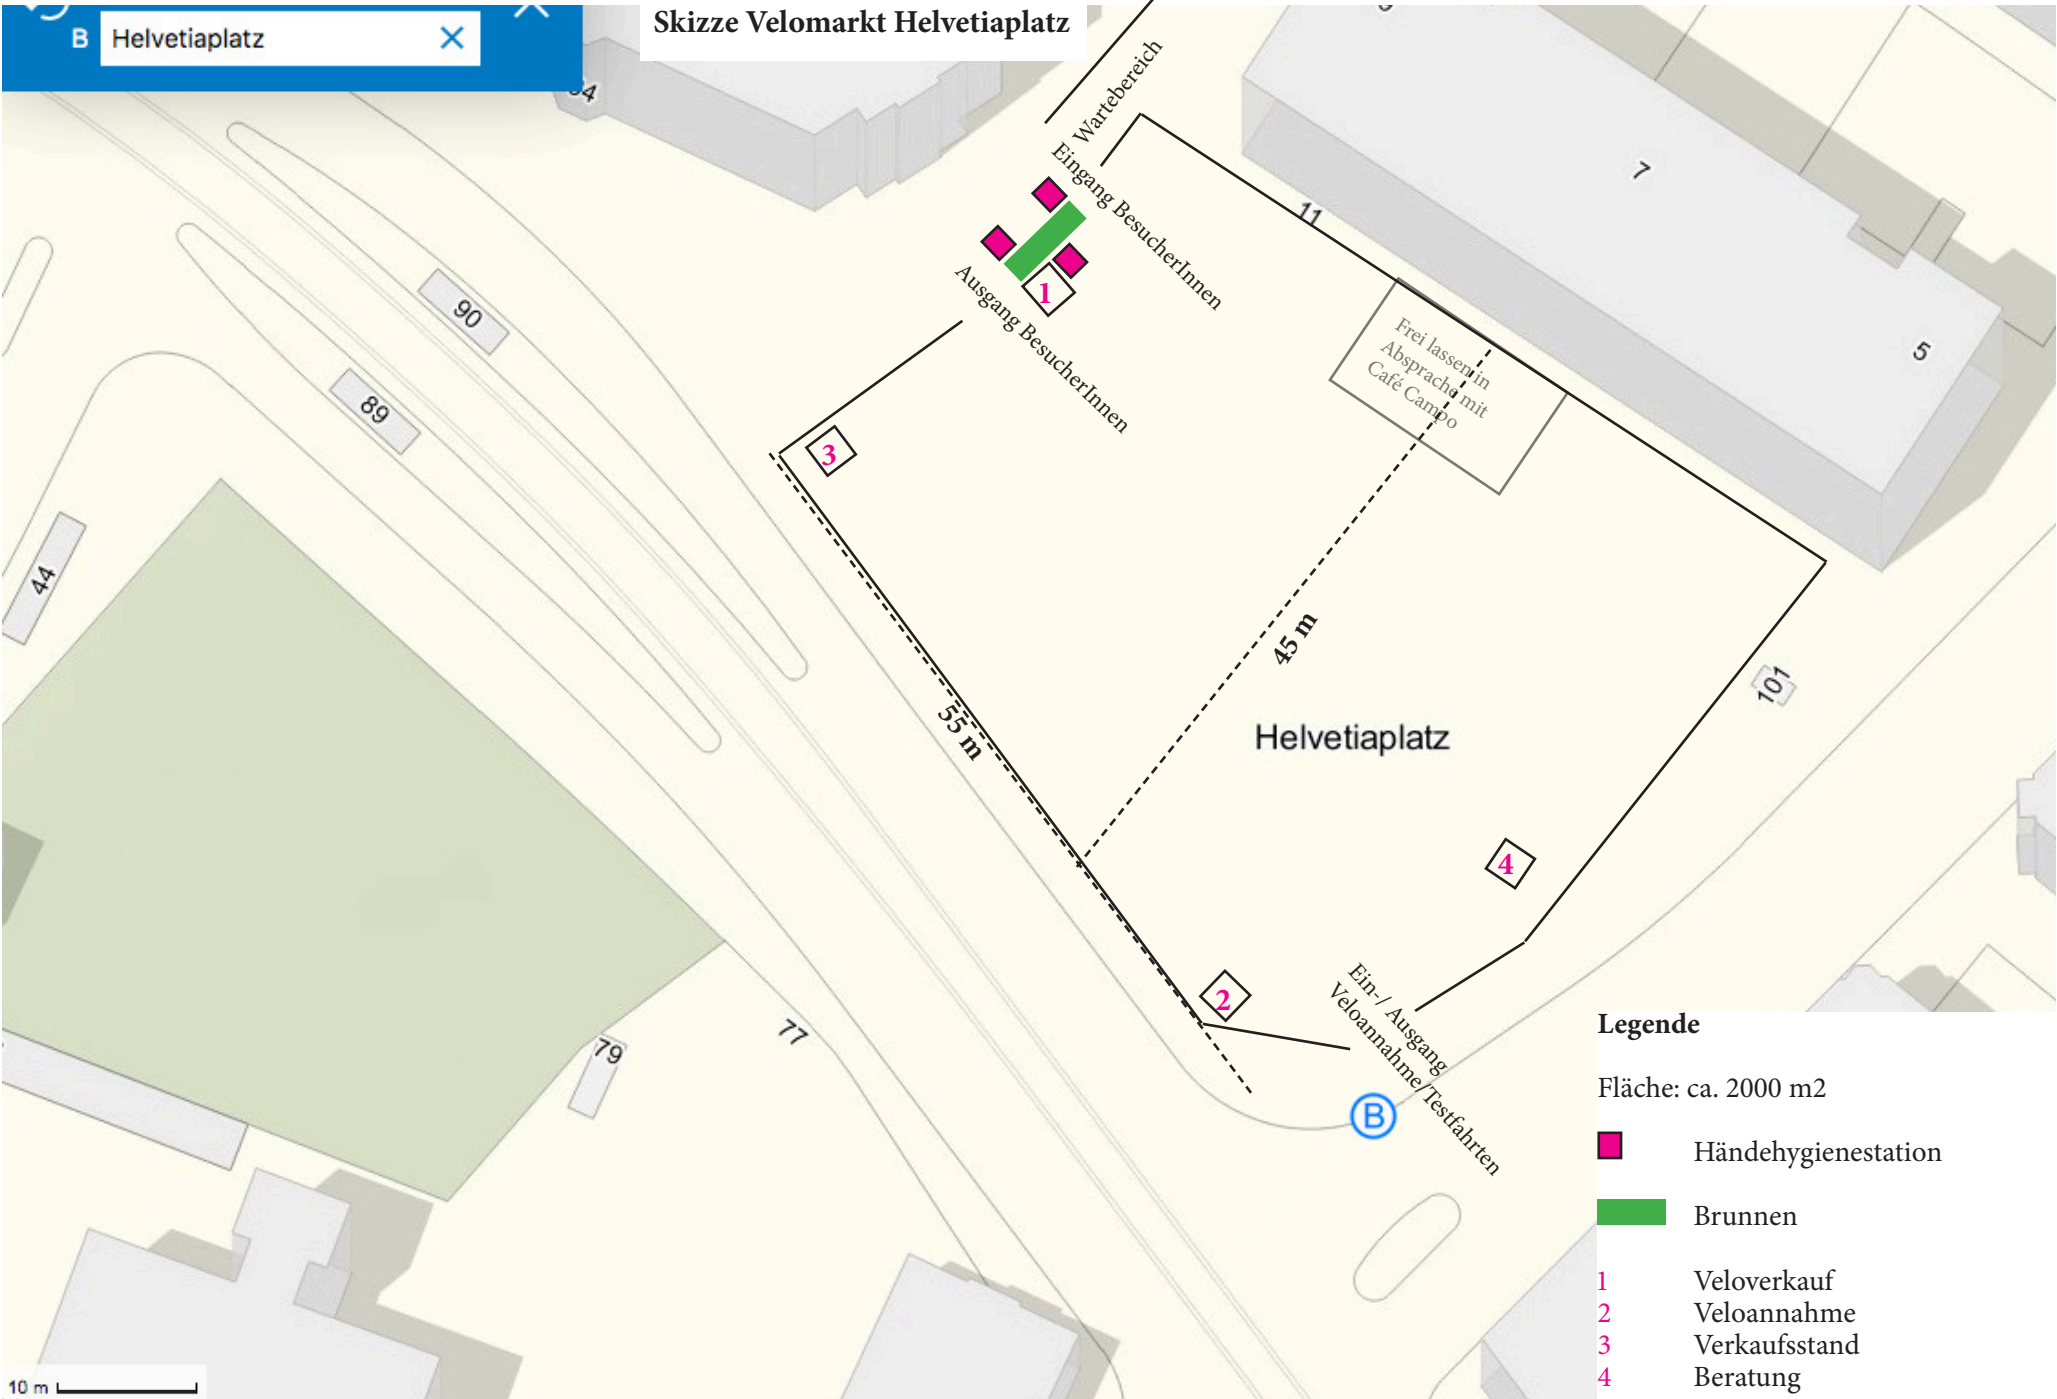 B Helvetiaplatz
Skizze Velomarkt Helvetiaplatz
Wartebereich
Eingang BesucherInnen
Ausgang BesucherInnen
1
3
Frei lassen in
Absprache mit
Café Campo
11
7
5
90
89
44
45 m
55 m
Helvetiaplatz
101
4
2
Ein-/ Ausgang
Veloannahme/Testfahrten
B
77
79
10 m
Legende
Fläche: ca. 2000 m2
Händehygienestation
Brunnen
1 Veloverkauf
2 Veloannahme
3 Verkaufsstand
4 Beratung